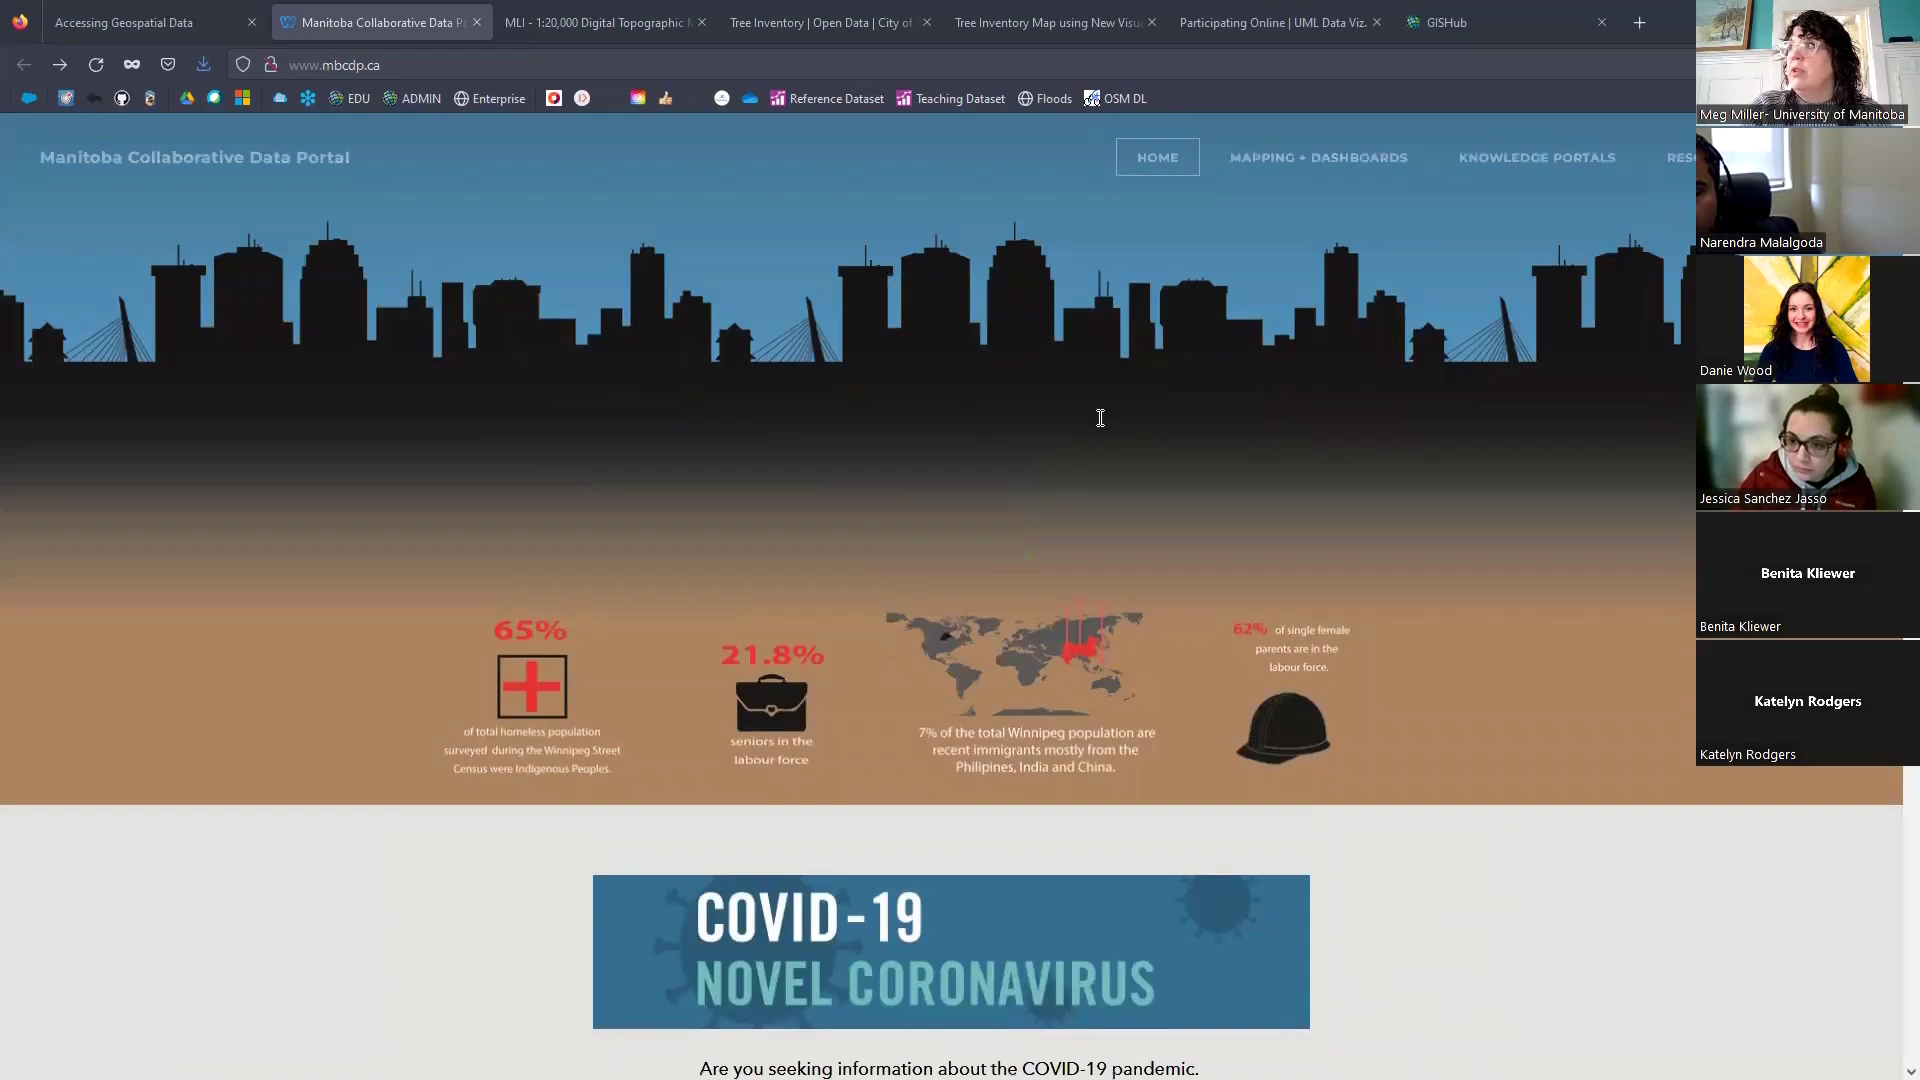 Accessing Geospatial Data
Manitoba Collaborative Data P
MLI - 1:20,000 Digital Topographic
Tree Inventory | Open Data | City of
Tree Inventory Map using New Visu
Participating Online | UML Data Viz.
GISHub
www.mbcdp.ca
EDU
ADMIN
Enterprise
Reference Dataset
Teaching Dataset
Floods
OSM DL
Manitoba Collaborative Data Portal
HOME
MAPPING + DASHBOARDS
KNOWLEDGE PORTALS
RES
65%
of total homeless population
surveyed during the Winnipeg Street
Census were Indigenous Peoples.
21.8%
seniors in the
labour force
7% of the total Winnipeg population are
recent immigrants mostly from the
Philipines, India and China.
62% of single female
parents are in the
labour force.
COVID-19
NOVEL CORONAVIRUS
Are you seeking information about the COVID-19 pandemic.
Meg Miller- University of Manitoba
Narendra Malalgoda
Danie Wood
Jessica Sanchez Jasso
Benita Kliewer
Benita Kliewer
Katelyn Rodgers
Katelyn Rodgers